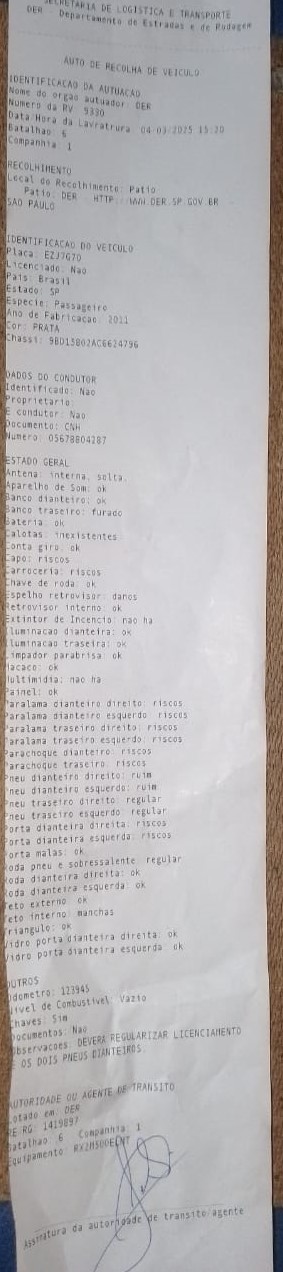 SECRETARIA DE LOGISTICA E TRANSPORTE
DER - Departamento de Estradas e de Rodagem
AUTO DE RECOLHA DE VEICULO
IDENTIFICACAO DA AUTUACAO
Nome do orgao autuador: DER
Numero da RV: 9330
Data/Hora da Lavratrura: 04/03/2025 15:20
Batalhao: 6
Companhia: 1
RECOLHIMENTO
Local do Recolhimento: Patio
Patio: DER - HTTP://WWW.DER.SP.GOV.BR -
SAO PAULO
IDENTIFICACAO DO VEICULO
Placa: EZJ7G70
Licenciado: Nao
Pais: Brasil
Estado: SP
Especie: Passageiro
Ano de Fabricacao: 2011
Cor: PRATA
Chassi: 9BD15802AC6624796
DADOS DO CONDUTOR
Identificado: Nao
Proprietario:
E condutor: Nao
Documento: CNH
Numero: 05678804287
ESTADO GERAL
Antena: interna, solta.
Aparelho de Som: ok
Banco dianteiro: ok
Banco traseiro: furado
Bateria: ok
Calotas: inexistentes
Conta giro: ok
Capo: riscos
Carroceria: riscos
Chave de roda: ok
Espelho retrovisor: danos
Retrovisor interno: ok
Extintor de Incencio: nao ha
Iluminacao dianteira: ok
Iluminacao traseira: ok
Limpador parabrisa: ok
Macaco: ok
Multimidia: nao ha
Painel: ok
Paralama dianteiro direito: riscos
Paralama dianteiro esquerdo: riscos
Paralama traseiro direito: riscos
Paralama traseiro esquerdo: riscos
Parachoque dianteiro: riscos
Parachoque traseiro: riscos
Pneu dianteiro direito: ruim
Pneu dianteiro esquerdo: ruim
Pneu traseiro direito: regular
Pneu traseiro esquerdo: regular
Porta dianteira direita: riscos
Porta dianteira esquerda: riscos
Porta malas: ok
Roda pneu e sobressalente: regular
Roda dianteira direita: ok
Roda dianteira esquerda: ok
Teto externo: ok
Teto interno: manchas
Triangulo: ok
Vidro porta dianteira direita: ok
Vidro porta dianteira esquerda: ok
OUTROS
Odometro: 123945
Nivel de Combustivel: Vazio
Chaves: Sim
Documentos: Nao
Observacoes: DEVERA REGULARIZAR LICENCIAMENTO
E OS DOIS PNEUS DIANTEIROS.
AUTORIDADE OU AGENTE DE TRANSITO
Lotado em: DER
RE/RG: 1419897
Batalhao: 6 Companhia: 1
Equipamento:
Assinatura da autoridade de transito/agente